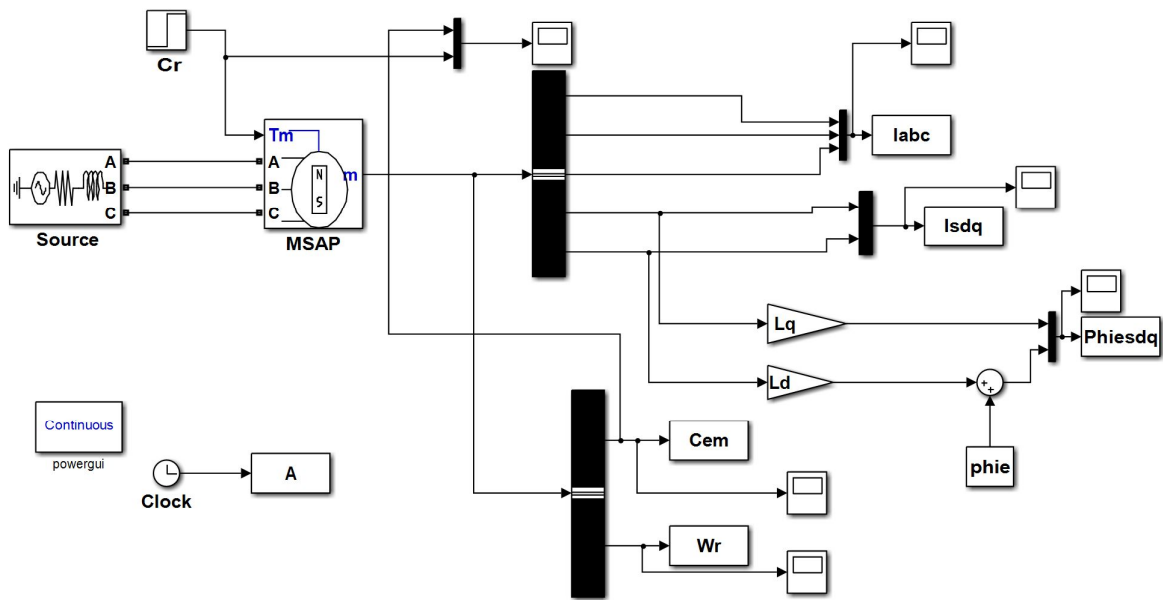 Cr
Tm
A
B
C
m
N
S
MSAP
A
B
C
Source
Iabc
Isdq
Lq
Phiesdq
Ld
+
+
phie
Continuous
powergui
Clock
A
Cem
Wr